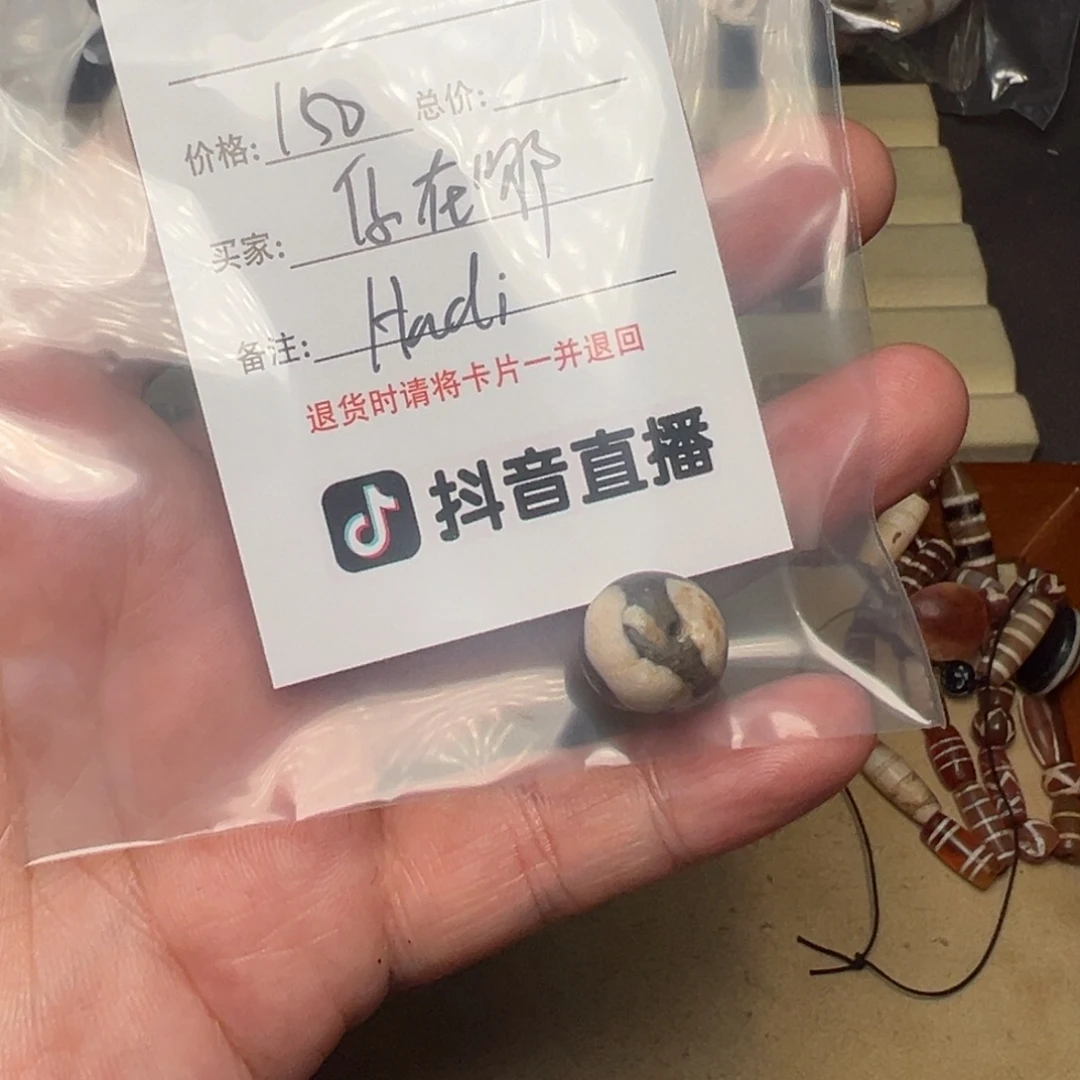 价格: 150 总价:
买家: 你在哪
备注: Hadi
退货时请将卡片一并退回
抖音直播